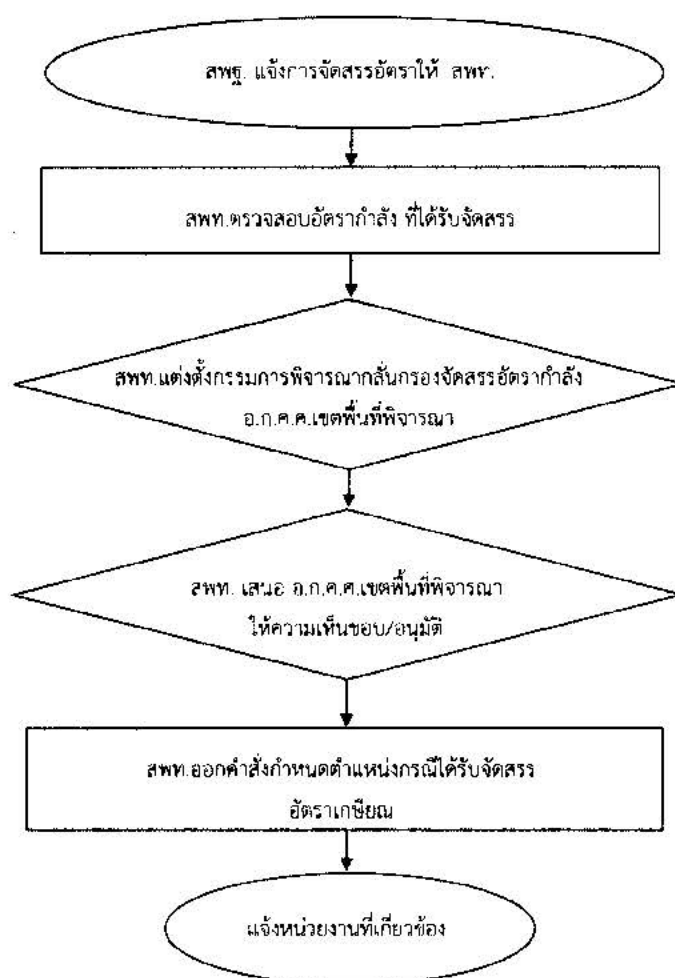 สพฐ. แจ้งการจัดสรรอัตราให้ สพท.
สพท.ตรวจสอบอัตรากำลัง ที่ได้รับจัดสรร
สพท.แต่งตั้งกรรมการพิจารณากลั่นกรองจัดสรรอัตรากำลัง
อ.ก.ค.ศ.เขตพื้นที่พิจารณา
สพท. เสนอ อ.ก.ค.ศ.เขตพื้นที่พิจารณา
ให้ความเห็นชอบ/อนุมัติ
สพท.ออกคำสั่งกำหนดตำแหน่งกรณีได้รับจัดสรร
อัตราเกษียณ
แจ้งหน่วยงานที่เกี่ยวข้อง